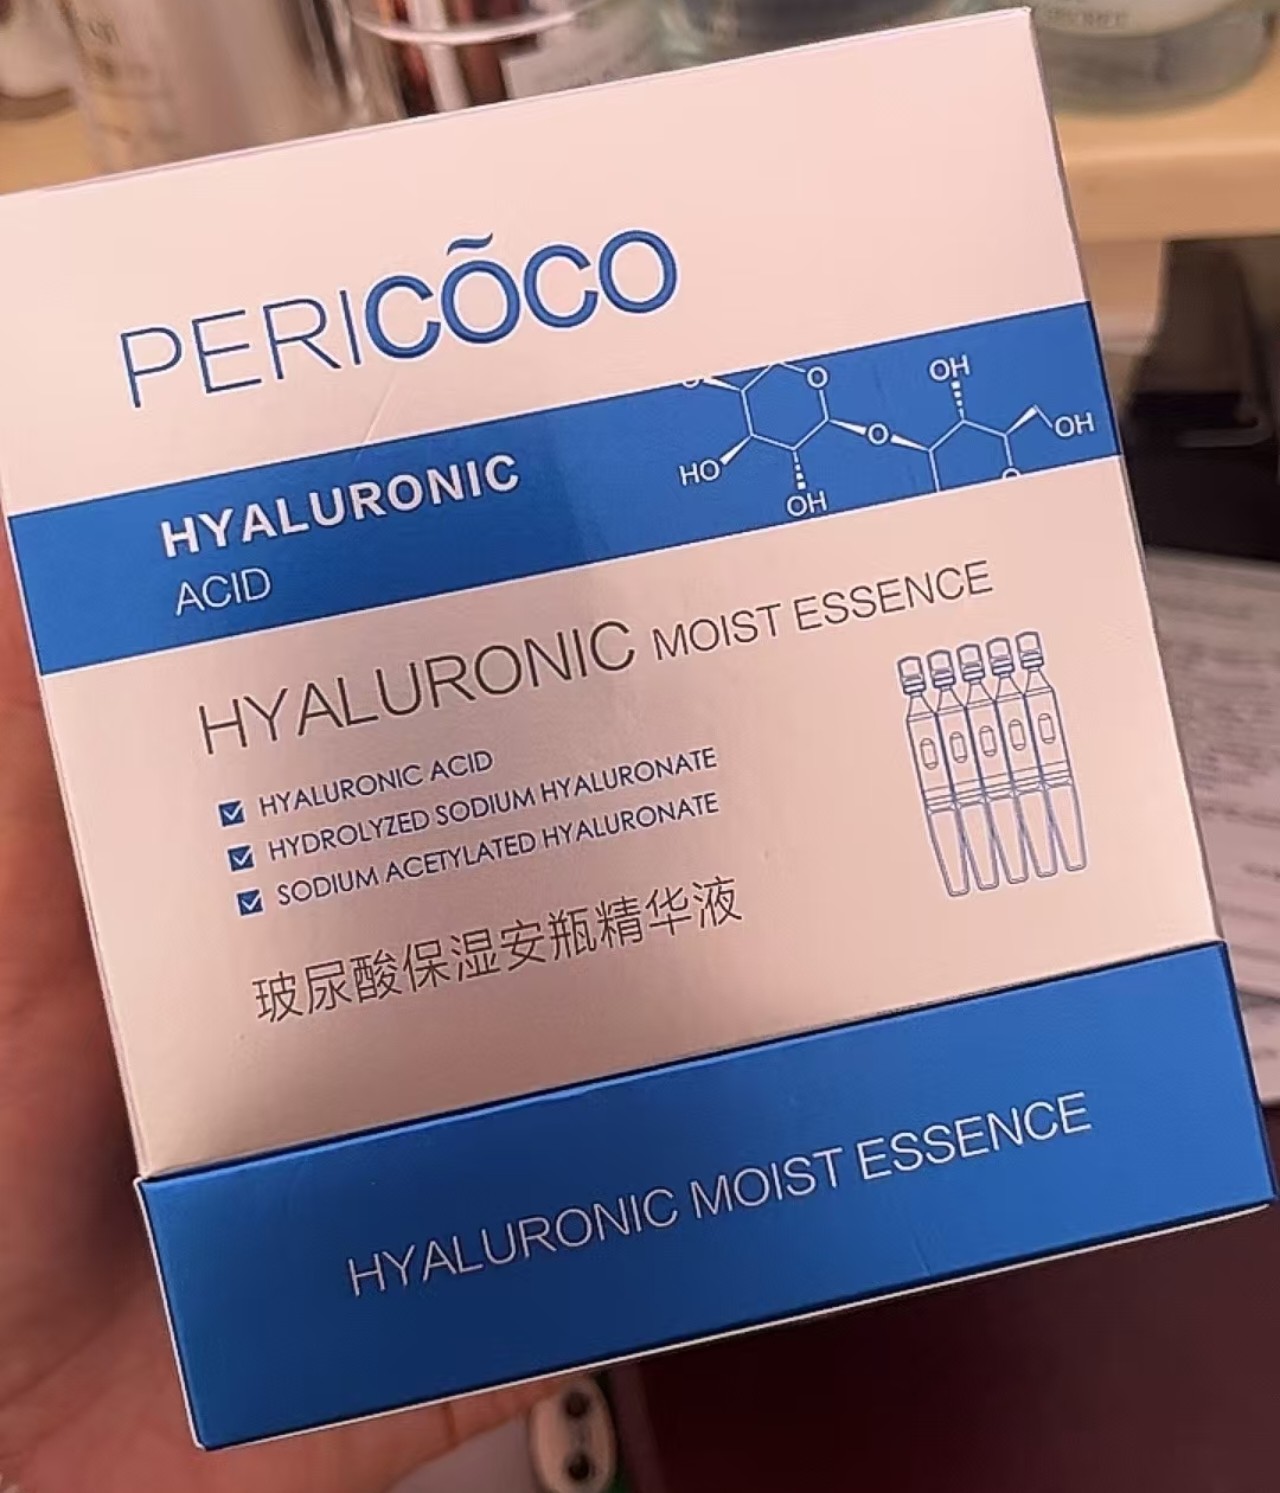 PERICÕCO
HYALURONIC
ACID
HO
OH
O
O
OH
OH
HYALURONIC MOIST ESSENCE
HYALURONIC ACID
HYDROLYZED SODIUM HYALURONATE
SODIUM ACETYLATED HYALURONATE
玻尿酸保湿安瓶精华液
HYALURONIC MOIST ESSENCE